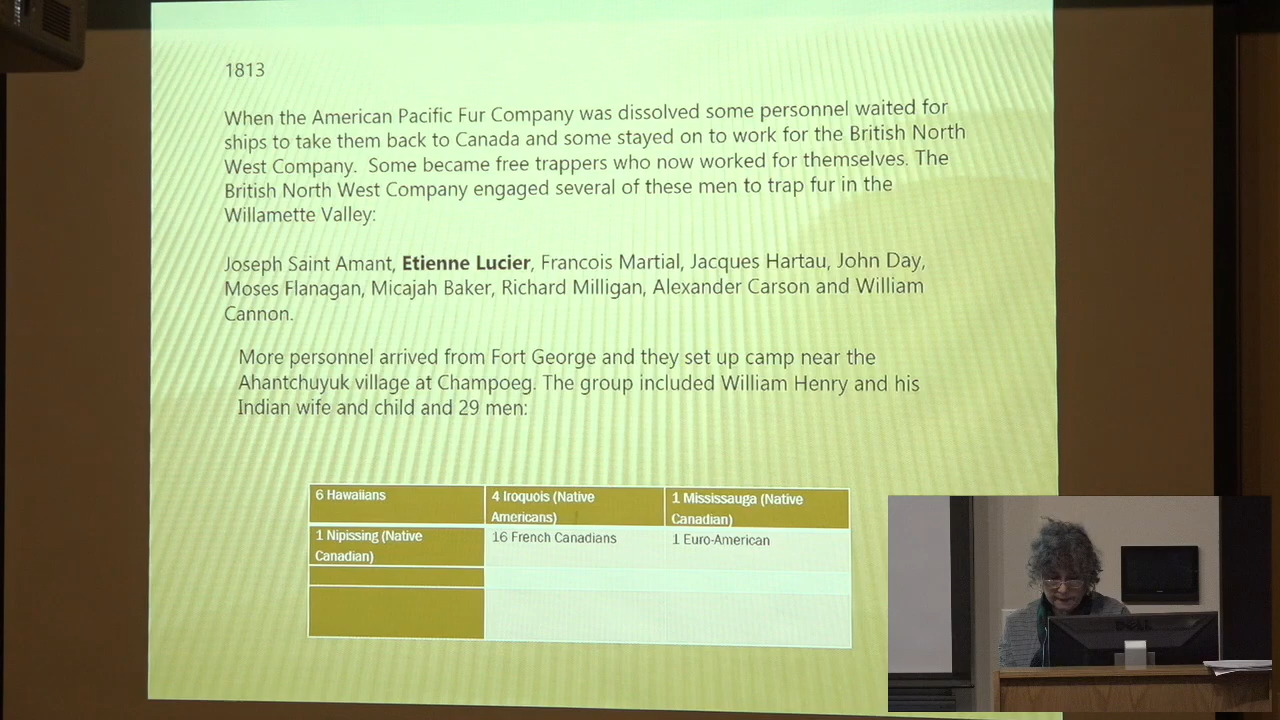 1813
When the American Pacific Fur Company was dissolved some personnel waited for
ships to take them back to Canada and some stayed on to work for the British North
West Company.  Some became free trappers who now worked for themselves. The
British North West Company engaged several of these men to trap fur in the
Willamette Valley:
Joseph Saint Amant, Etienne Lucier, Francois Martial, Jacques Hartau, John Day,
Moses Flanagan, Micajah Baker, Richard Milligan, Alexander Carson and William
Cannon.
More personnel arrived from Fort George and they set up camp near the
Ahantchuyuk village at Champoeg. The group included William Henry and his
Indian wife and child and 29 men:
6 Hawaiians
4 Iroquois (Native
Americans)
1 Mississauga (Native
Canadian)
1 Nipissing (Native
Canadian)
16 French Canadians
1 Euro-American
DELL